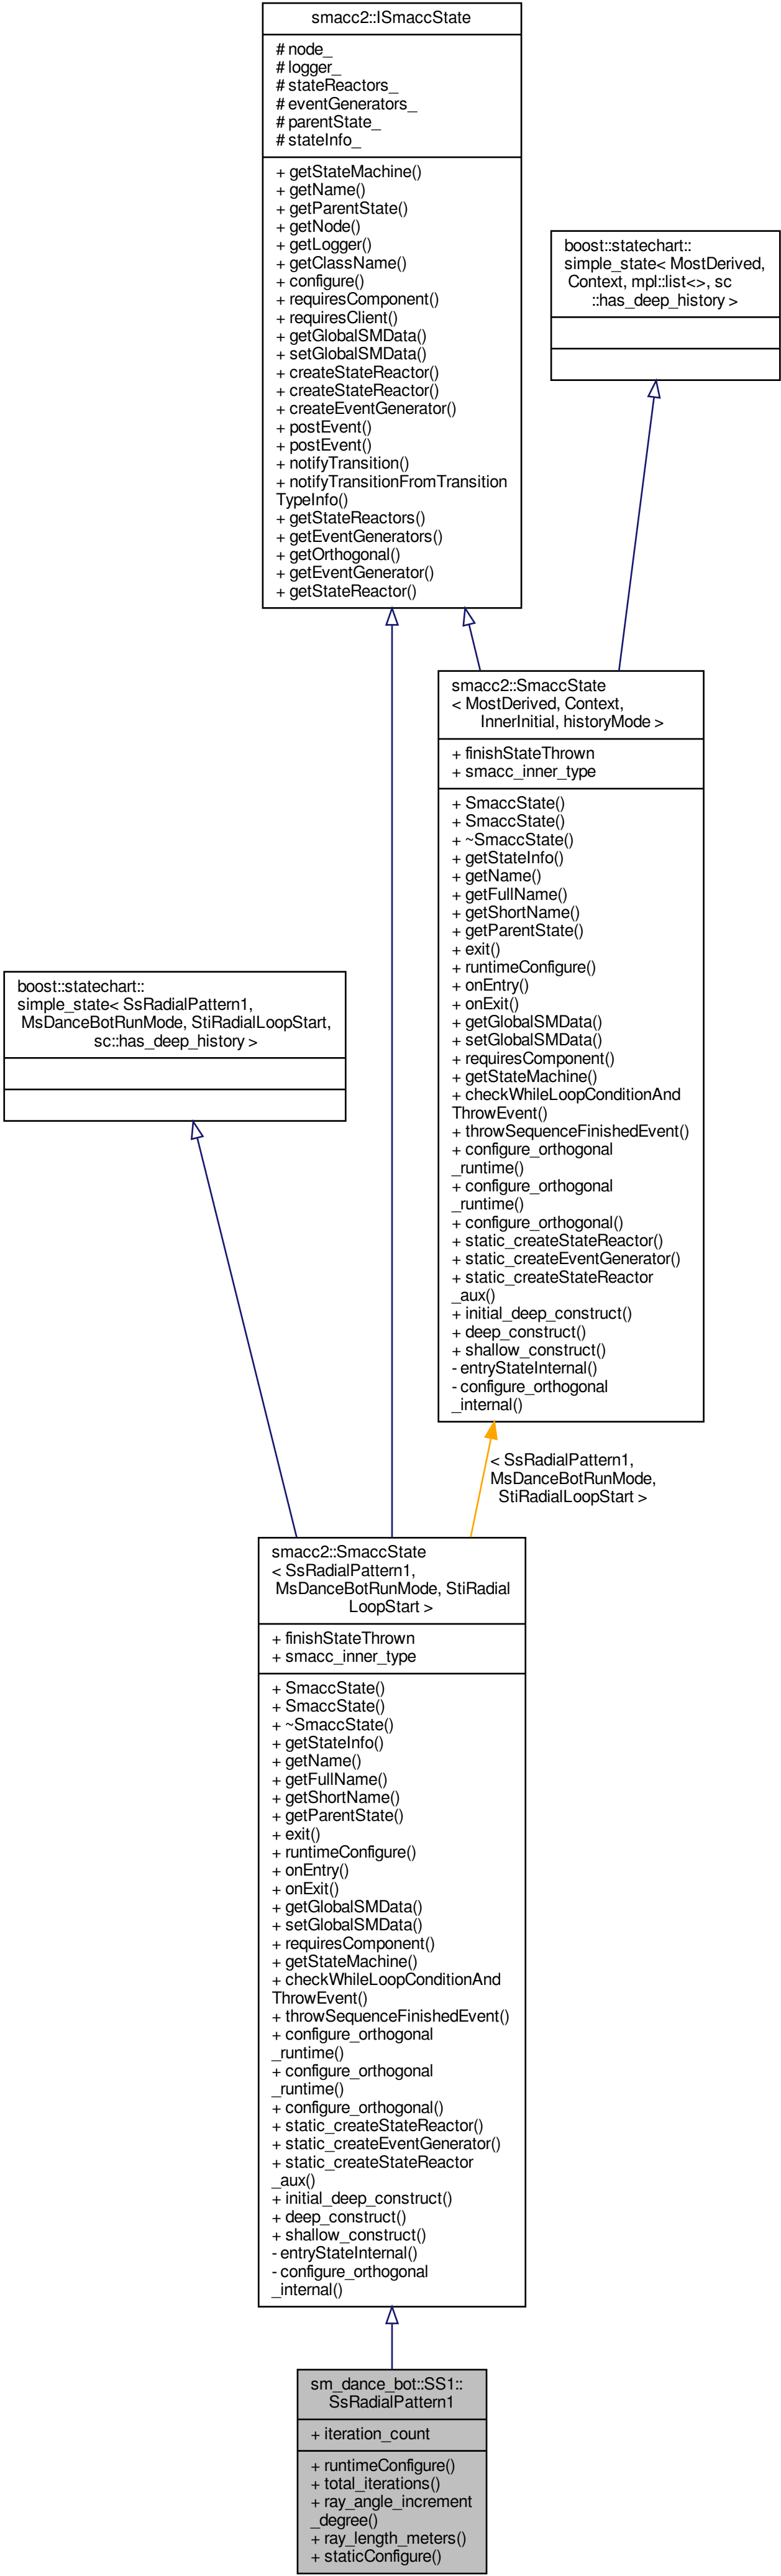 smacc2::ISmaccState
# node_
# logger_
# stateReactors_
# eventGenerators_
# parentState_
# stateInfo_
+ getStateMachine()
+ getName()
+ getParentState()
+ getNode()
+ getLogger()
+ getClassName()
+ configure()
+ requiresComponent()
+ requiresClient()
+ getGlobalSMData()
+ setGlobalSMData()
+ createStateReactor()
+ createStateReactor()
+ createEventGenerator()
+ postEvent()
+ postEvent()
+ notifyTransition()
+ notifyTransitionFromTransition
TypeInfo()
+ getStateReactors()
+ getEventGenerators()
+ getOrthogonal()
+ getEventGenerator()
+ getStateReactor()
boost::statechart::
simple_state< MostDerived,
Context, mpl::list<>, sc
::has_deep_history >
smacc2::SmaccState
< MostDerived, Context,
InnerInitial, historyMode >
+ finishStateThrown
+ smacc_inner_type
+ SmaccState()
+ SmaccState()
+ ~SmaccState()
+ getStateInfo()
+ getName()
+ getFullName()
+ getShortName()
+ getParentState()
+ exit()
+ runtimeConfigure()
+ onEntry()
+ onExit()
+ getGlobalSMData()
+ setGlobalSMData()
+ requiresComponent()
+ getStateMachine()
+ checkWhileLoopConditionAnd
ThrowEvent()
+ throwSequenceFinishedEvent()
+ configure_orthogonal
_runtime()
+ configure_orthogonal
_runtime()
+ configure_orthogonal()
+ static_createStateReactor()
+ static_createEventGenerator()
+ static_createStateReactor
_aux()
+ initial_deep_construct()
+ deep_construct()
+ shallow_construct()
- entryStateInternal()
- configure_orthogonal
_internal()
boost::statechart::
simple_state< SsRadialPattern1,
MsDanceBotRunMode, StiRadialLoopStart,
sc::has_deep_history >
< SsRadialPattern1,
MsDanceBotRunMode,
StiRadialLoopStart >
smacc2::SmaccState
< SsRadialPattern1,
MsDanceBotRunMode, StiRadial
LoopStart >
+ finishStateThrown
+ smacc_inner_type
+ SmaccState()
+ SmaccState()
+ ~SmaccState()
+ getStateInfo()
+ getName()
+ getFullName()
+ getShortName()
+ getParentState()
+ exit()
+ runtimeConfigure()
+ onEntry()
+ onExit()
+ getGlobalSMData()
+ setGlobalSMData()
+ requiresComponent()
+ getStateMachine()
+ checkWhileLoopConditionAnd
ThrowEvent()
+ throwSequenceFinishedEvent()
+ configure_orthogonal
_runtime()
+ configure_orthogonal
_runtime()
+ configure_orthogonal()
+ static_createStateReactor()
+ static_createEventGenerator()
+ static_createStateReactor
_aux()
+ initial_deep_construct()
+ deep_construct()
+ shallow_construct()
- entryStateInternal()
- configure_orthogonal
_internal()
sm_dance_bot::SS1::
SsRadialPattern1
+ iteration_count
+ runtimeConfigure()
+ total_iterations()
+ ray_angle_increment
_degree()
+ ray_length_meters()
+ staticConfigure()